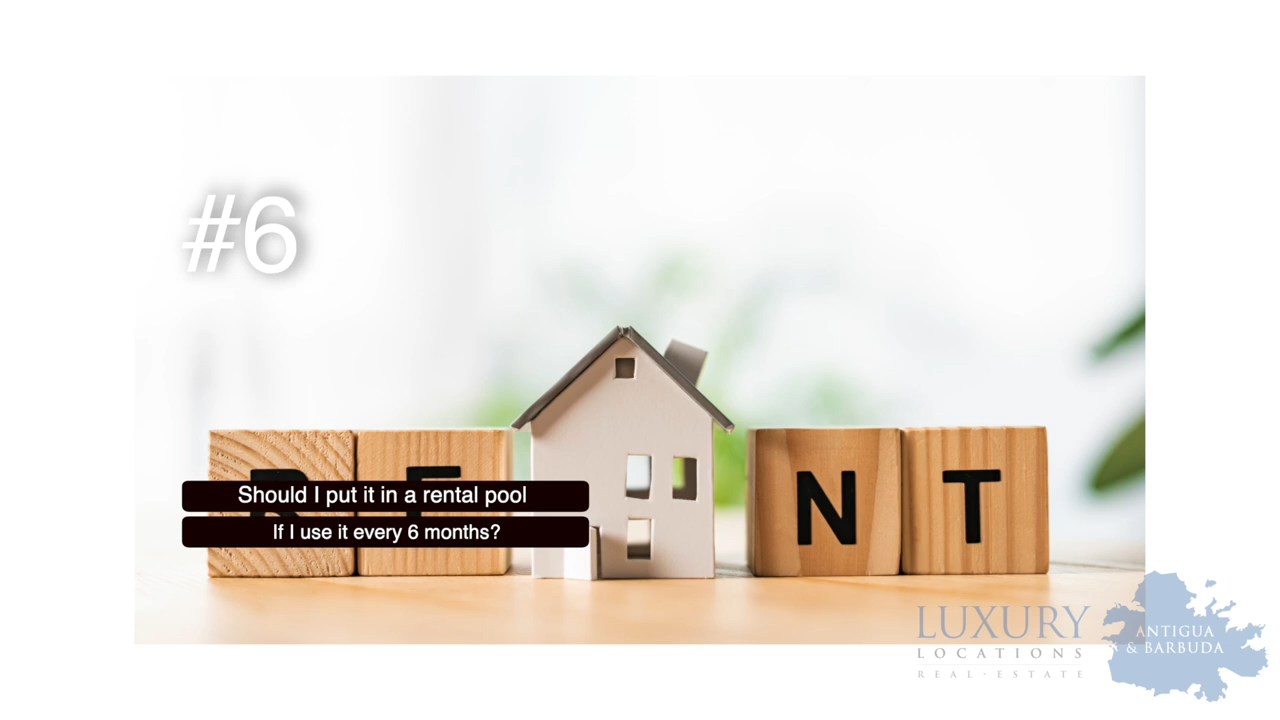 #6
R E N T
Should I put it in a rental pool
If I use it every 6 months?
LUXURY
LOCATIONS
REAL·ESTATE
ANTIGUA
& BARBUDA